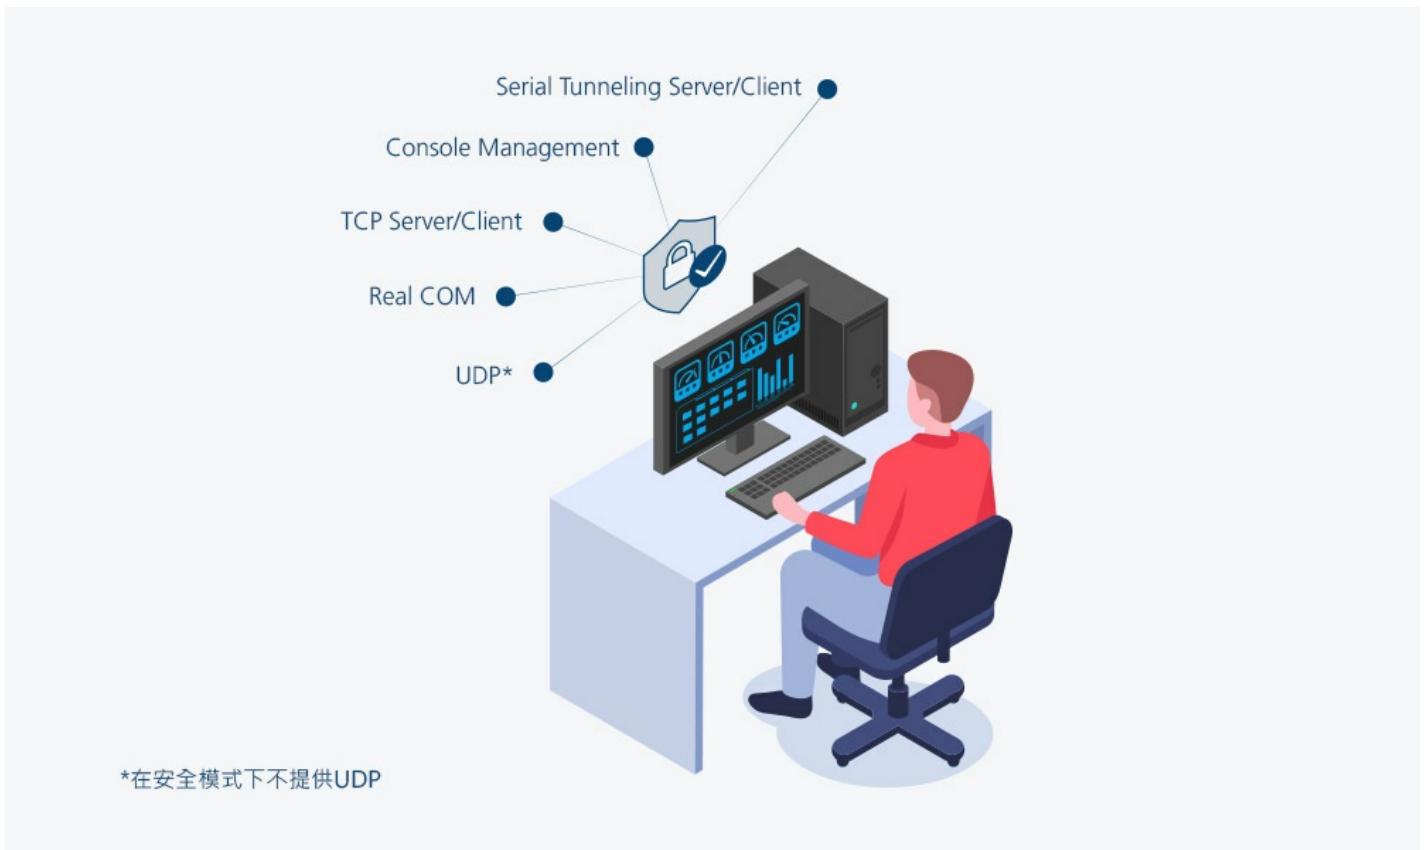 Serial Tunneling Server/Client
Console Management
TCP Server/Client
Real COM
UDP*
*在安全模式下不提供UDP